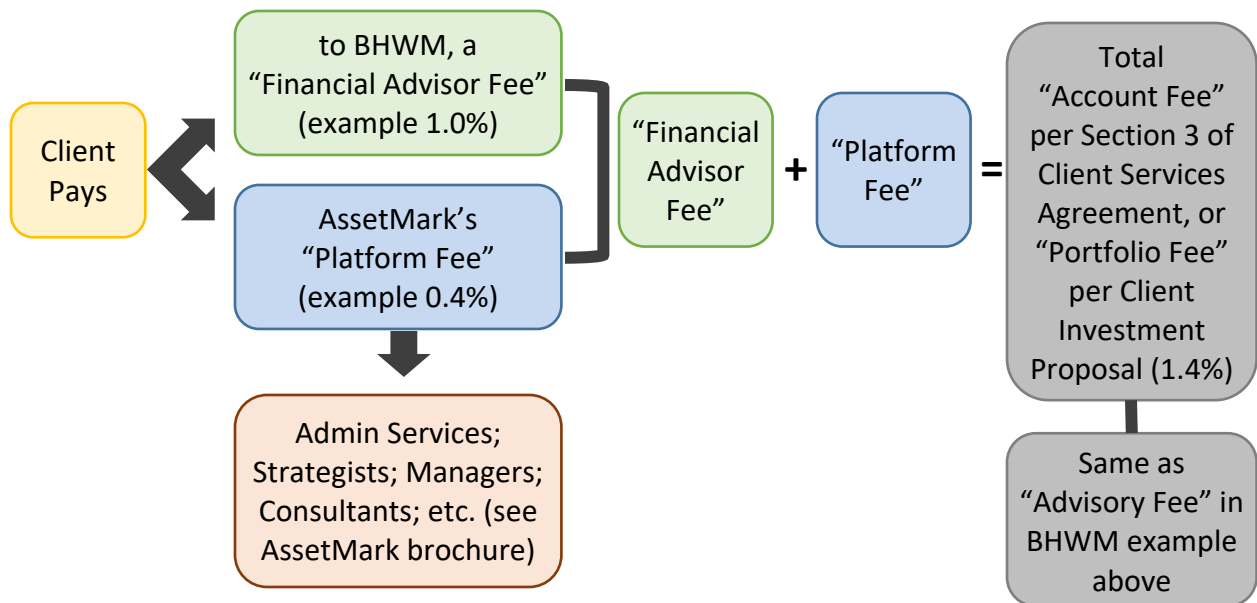 Client
Pays
to BHWM, a
“Financial Advisor Fee”
(example 1.0%)
AssetMark’s
“Platform Fee”
(example 0.4%)
Admin Services;
Strategists; Managers;
Consultants; etc. (see
AssetMark brochure)
“Financial
Advisor
Fee”
+
“Platform
Fee”
=
Total
“Account Fee”
per Section 3 of
Client Services
Agreement, or
“Portfolio Fee”
per Client
Investment
Proposal (1.4%)
Same as
“Advisory Fee” in
BHWM example
above